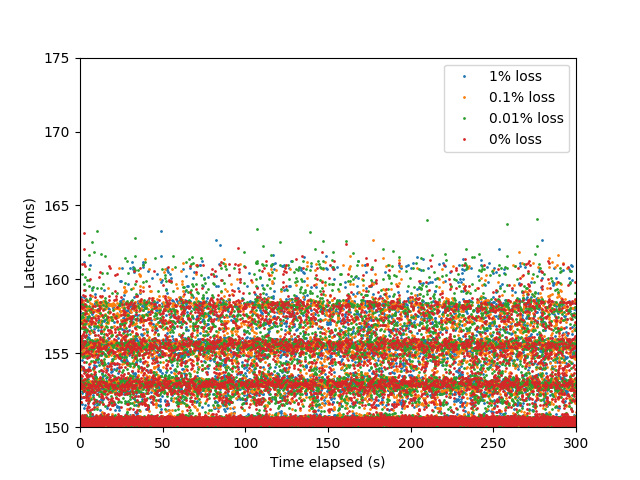 175
170
165
160
155
150
Latency (ms)
0 50 100 150 200 250 300
Time elapsed (s)
1% loss
0.1% loss
0.01% loss
0% loss